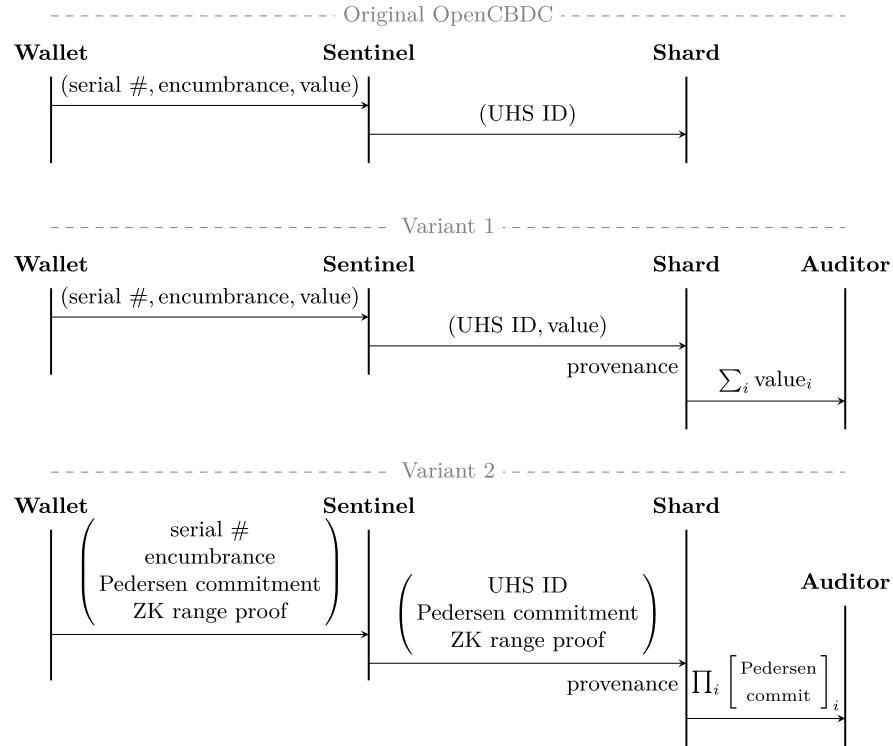 Original OpenCBDC
Wallet Sentinel Shard
(serial #, encumbrance, value)
(UHS ID)
Variant 1
Wallet Sentinel Shard Auditor
(serial #, encumbrance, value)
(UHS ID, value)
provenance
∑ᵢ valueᵢ
Variant 2
Wallet Sentinel Shard
serial #
encumbrance
Pedersen commitment
ZK range proof
UHS ID
Pedersen commitment
ZK range proof
Auditor
provenance
∏ᵢ [Pedersen
commit]ᵢ